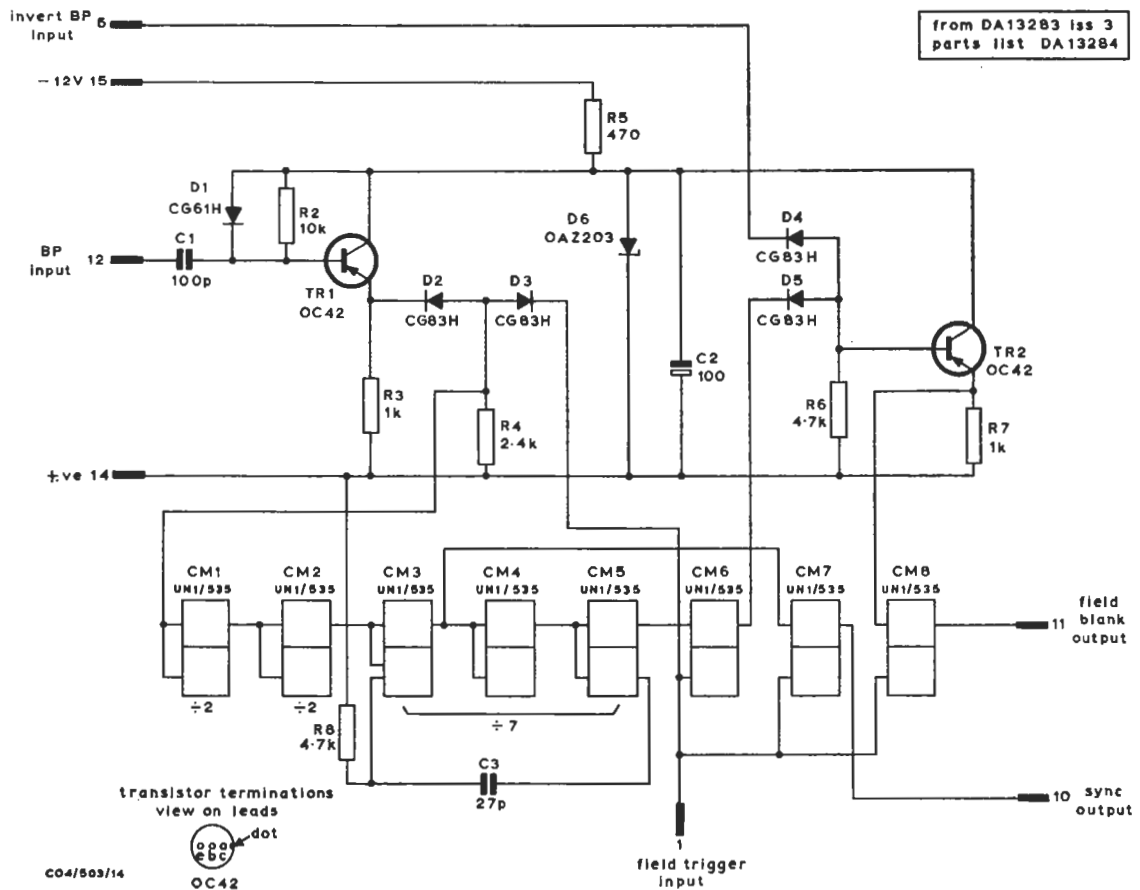 invert BP 6
input
from DA13283 iss 3
parts list DA13284
-12V 15
R5
470
D1
CG61H
R2
10k
D6
OAZ203
D4
CG83H
BP
input
12
C1
100p
TR1
OC42
D2
CG83H
D3
CG83H
D5
CG83H
TR2
OC42
C2
100
R3
1k
R4
2·4k
R6
4·7k
R7
1k
+ve 14
CM1
UN1/535
CM2
UN1/535
CM3
UN1/535
CM4
UN1/535
CM5
UN1/535
CM6
UN1/535
CM7
UN1/535
CM8
UN1/535
11
field
blank
output
÷2
÷2
÷7
R8
4·7k
C3
27p
10
sync
output
transistor terminations
view on leads
dot
e b c
OC42
CO4/503/14
1
field trigger
input